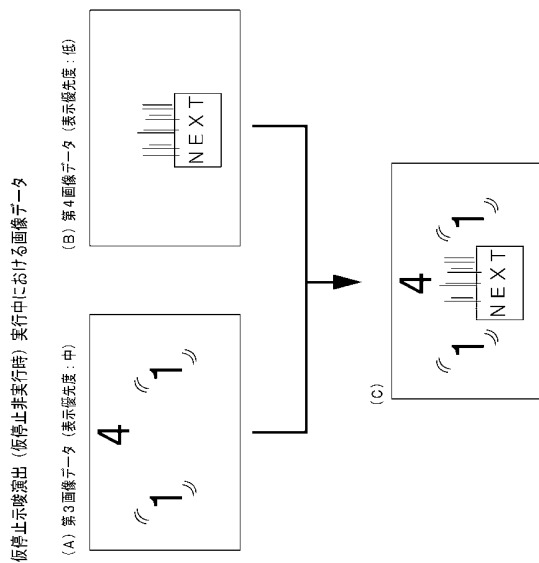 仮停止示唆演出（仮停止非実行時）実行中における画像データ
(A) 第3画像データ（表示優先度：中）
4
1
1
(B) 第4画像データ（表示優先度：低）
NEXT
(C)
4
1
1
NEXT